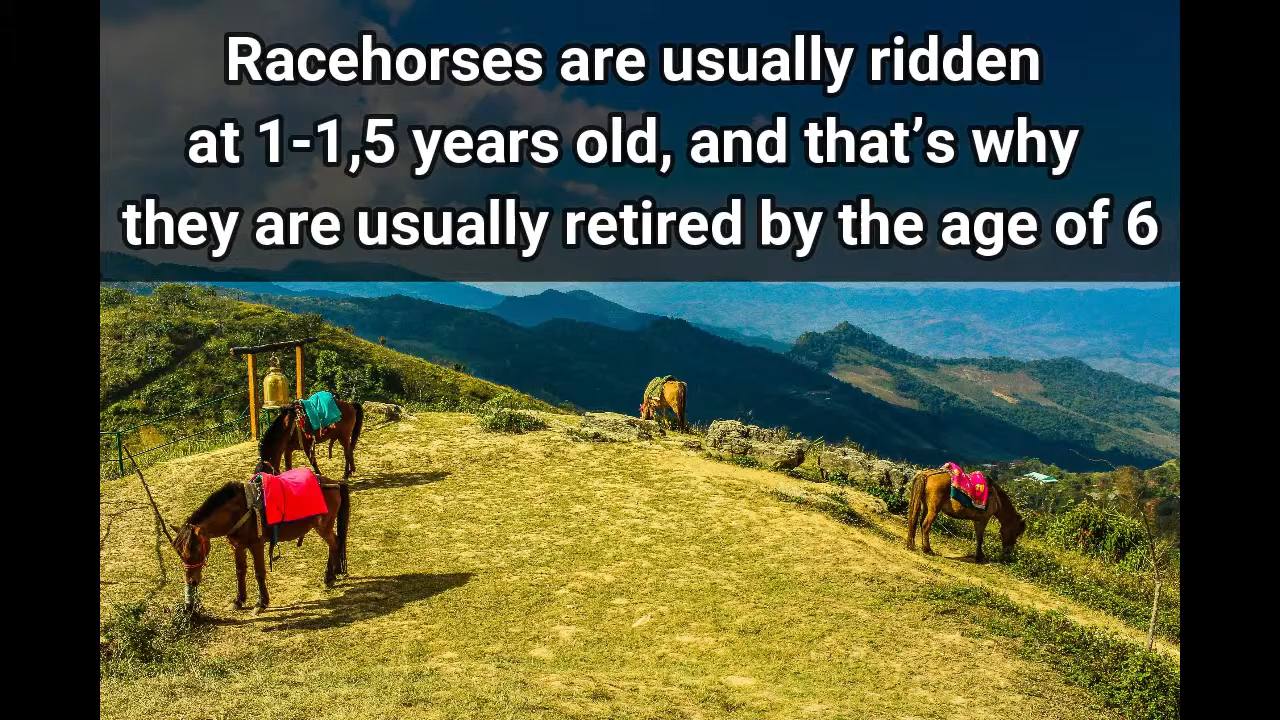 Racehorses are usually ridden
at 1-1,5 years old, and that’s why
they are usually retired by the age of 6